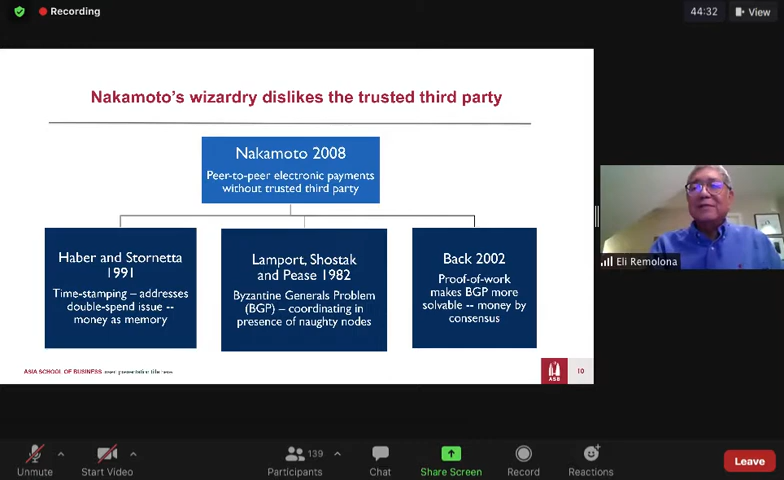 Recording
44:32
View
Nakamoto's wizardry dislikes the trusted third party
Nakamoto 2008
Peer-to-peer electronic payments
without trusted third party
Haber and Stornetta
1991
Time-stamping – addresses
double-spend issue --
money as memory
Lamport, Shostak
and Pease 1982
Byzantine Generals Problem
(BGP) – coordinating in
presence of naughty nodes
Back 2002
Proof-of-work
makes BGP more
solvable -- money by
consensus
ASIA SCHOOL OF BUSINESS
ASB
10
Eli Remolona
Unmute
Start Video
139
Participants
Chat
Share Screen
Record
Reactions
Leave